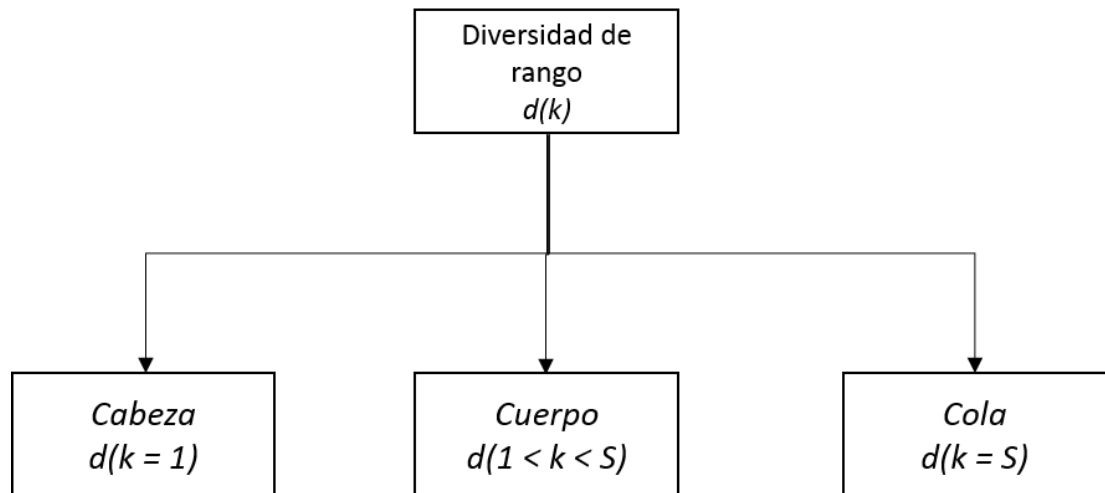 Diversidad de
rango
d(k)
Cabeza
d(k = 1)
Cuerpo
d(1 < k < S)
Cola
d(k = S)